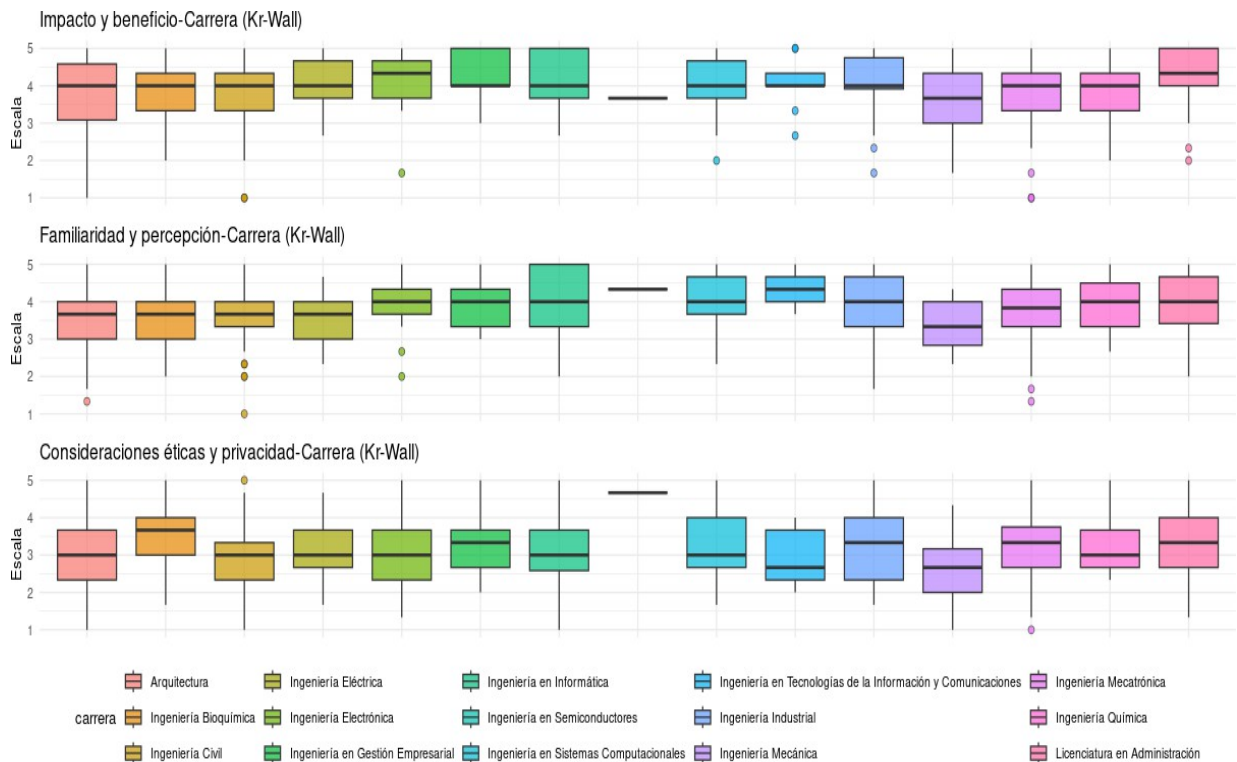 Impacto y beneficio-Carrera (Kr-Wall)
5
4
3
2
1
Escala
Familiaridad y percepción-Carrera (Kr-Wall)
5
4
3
2
1
Escala
Consideraciones éticas y privacidad-Carrera (Kr-Wall)
5
4
3
2
1
Escala
carrera
Arquitectura
Ingeniería Bioquímica
Ingeniería Civil
Ingeniería Eléctrica
Ingeniería Electrónica
Ingeniería en Gestión Empresarial
Ingeniería en Informática
Ingeniería en Semiconductores
Ingeniería en Sistemas Computacionales
Ingeniería en Tecnologías de la Información y Comunicaciones
Ingeniería Industrial
Ingeniería Mecánica
Ingeniería Mecatrónica
Ingeniería Química
Licenciatura en Administración